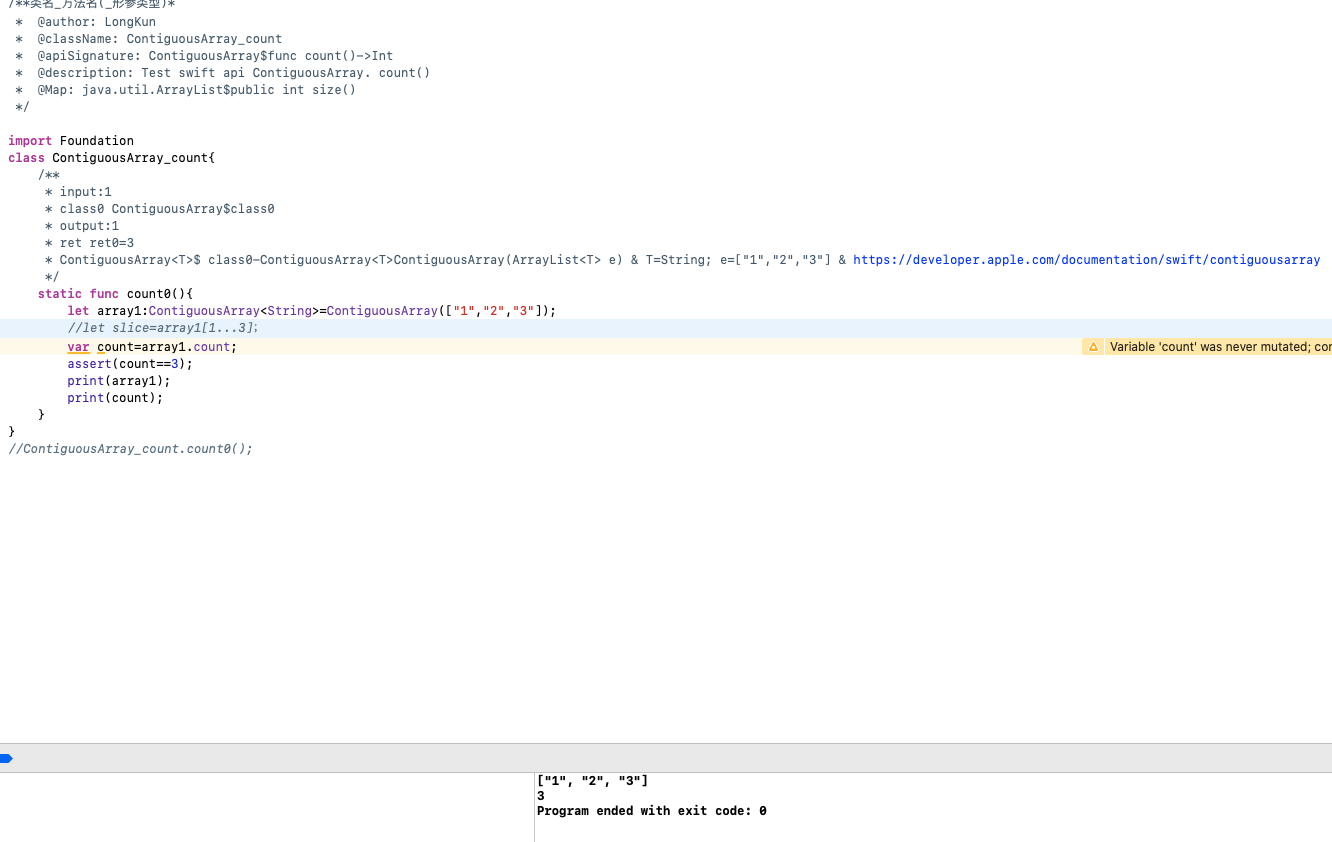 /**类名_方法名(_形参类型)*
 *  @author: LongKun
 *  @className: ContiguousArray_count
 *  @apiSignature: ContiguousArray$func count()->Int
 *  @description: Test swift api ContiguousArray. count()
 *  @Map: java.util.ArrayList$public int size()
 */
import Foundation
class ContiguousArray_count{
    /**
     * input:1
     * class0 ContiguousArray$class0
     * output:1
     * ret ret0=3
     * ContiguousArray<T>$ class0-ContiguousArray<T>ContiguousArray(ArrayList<T> e) & T=String; e=["1","2","3"] & https://developer.apple.com/documentation/swift/contiguousarray
     */
    static func count0(){
        let array1:ContiguousArray<String>=ContiguousArray(["1","2","3"]);
        //let slice=array1[1...3];
        var count=array1.count;
Variable 'count' was never mutated; cor
        assert(count==3);
        print(array1);
        print(count);
    }
}
//ContiguousArray_count.count0();
["1", "2", "3"]
3
Program ended with exit code: 0